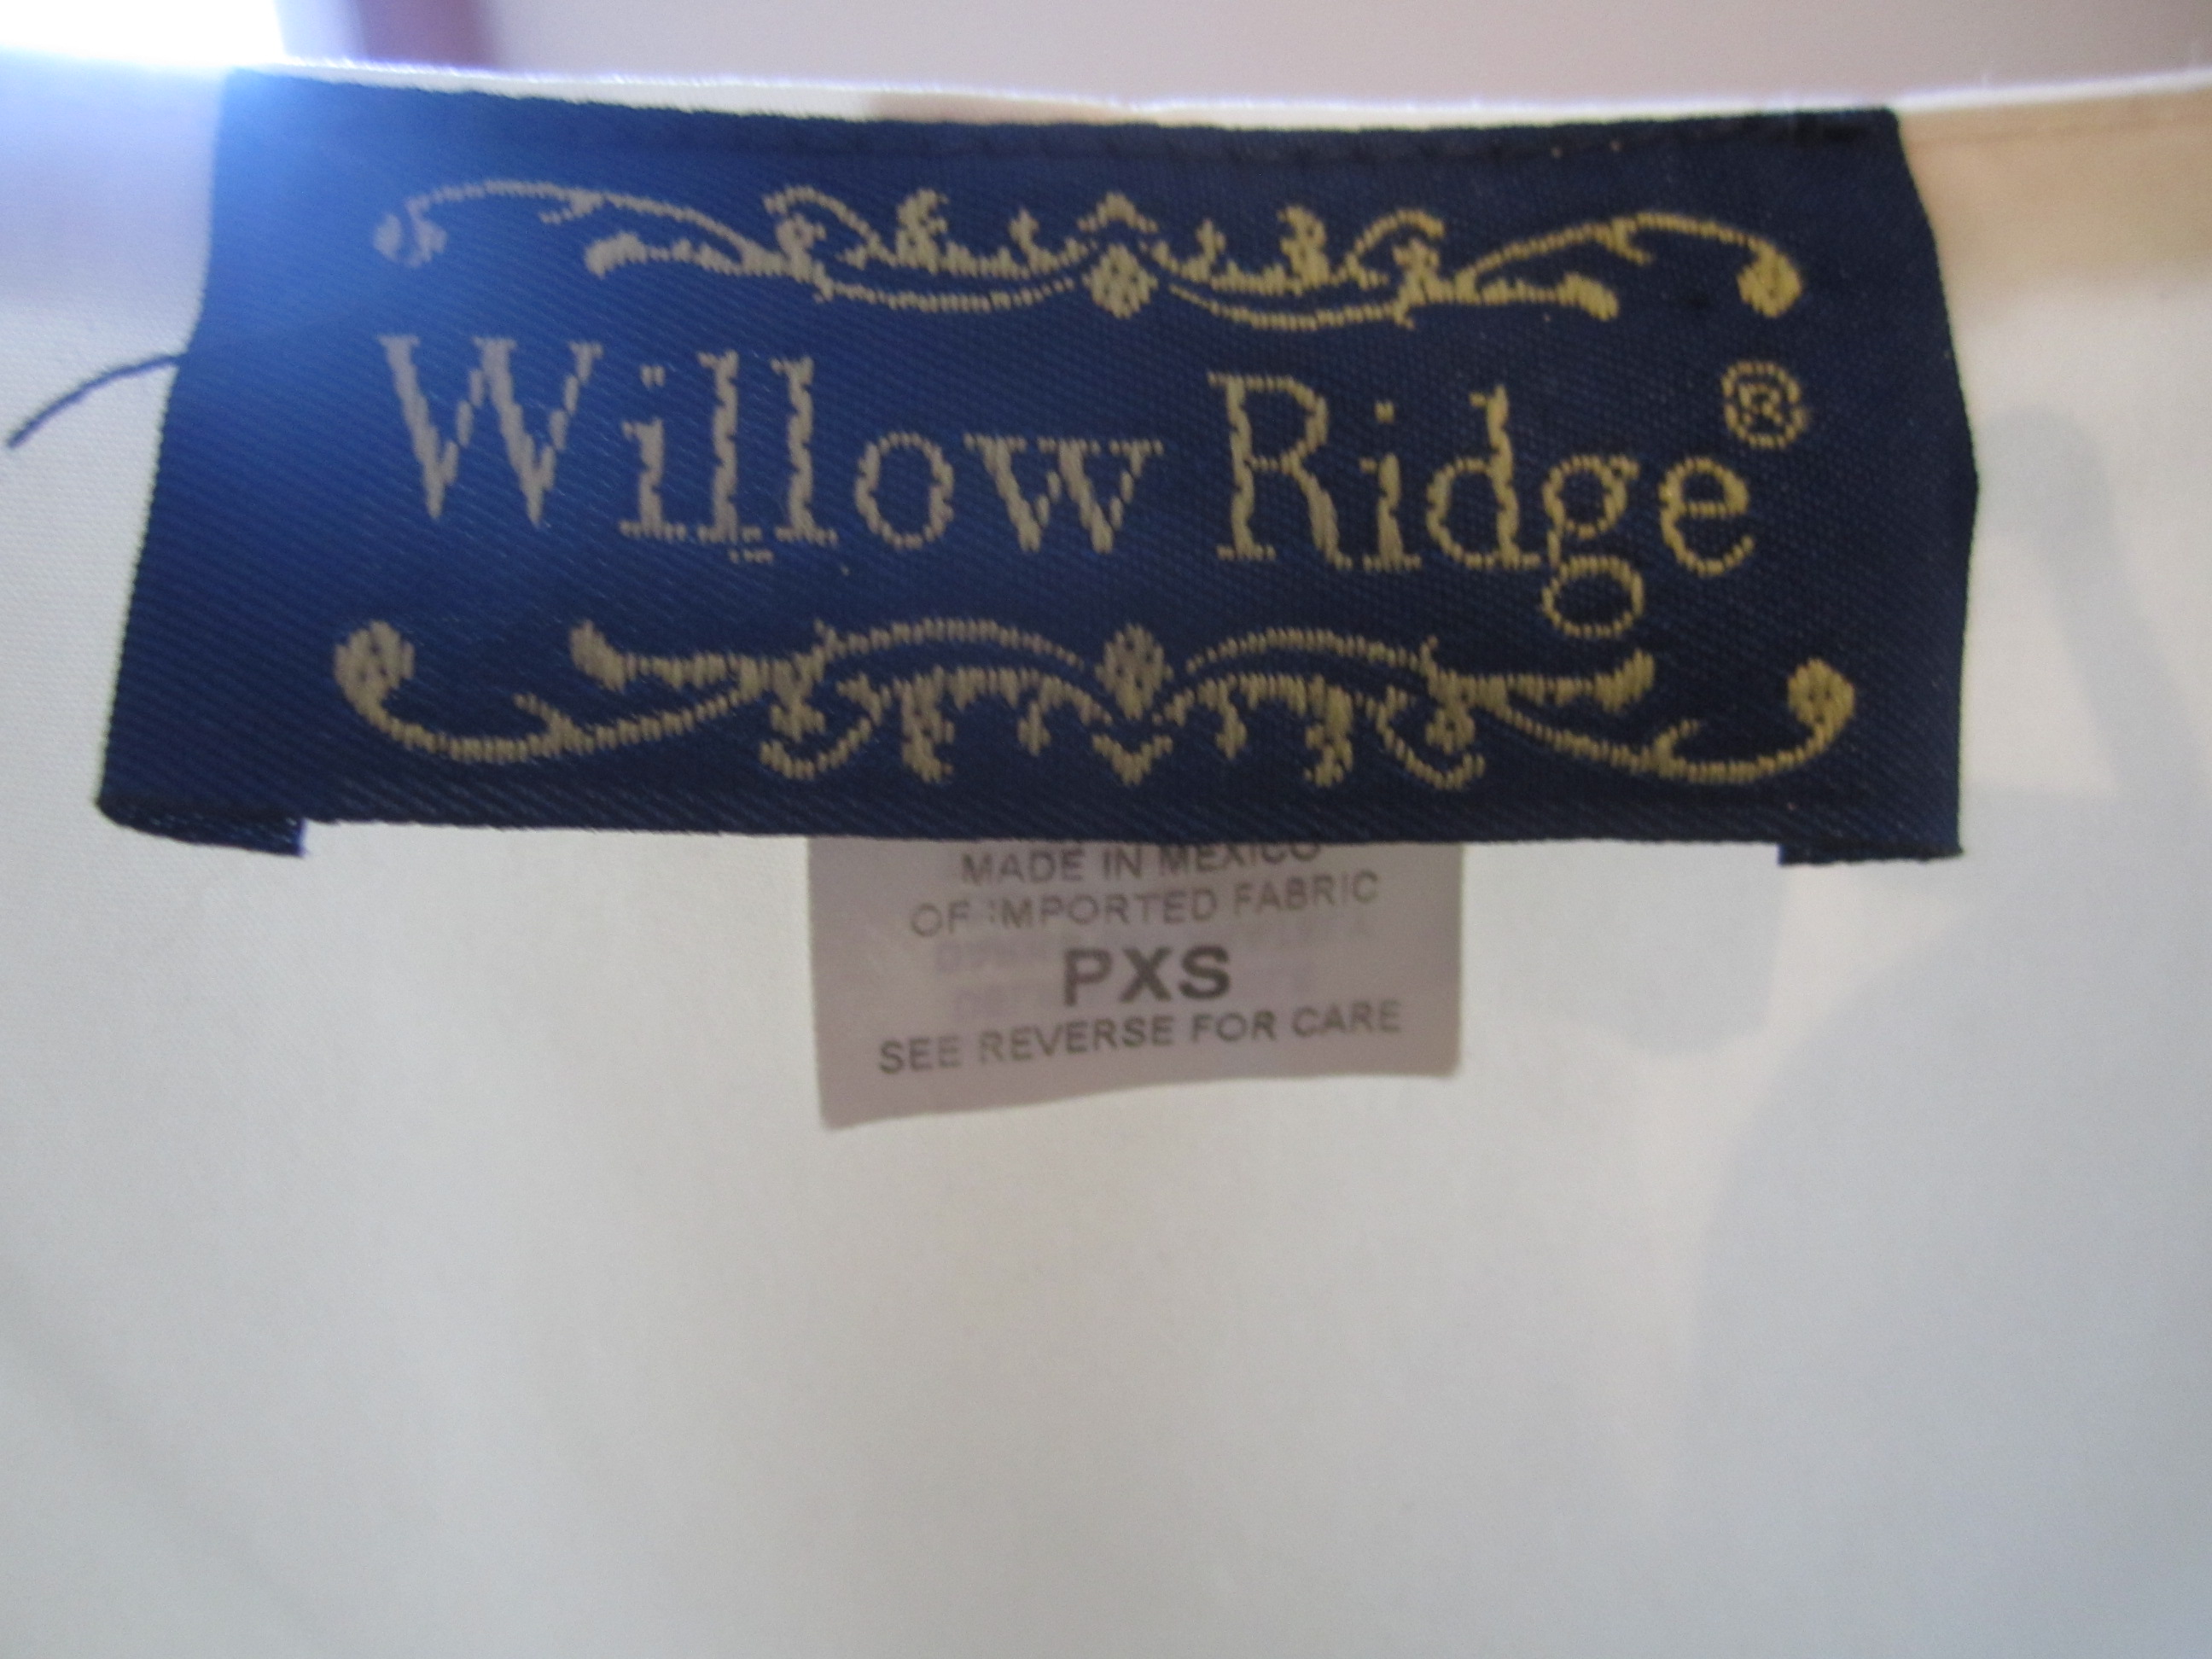 Willow Ridge®
MADE IN MEXICO
OF IMPORTED FABRIC
PXS
SEE REVERSE FOR CARE